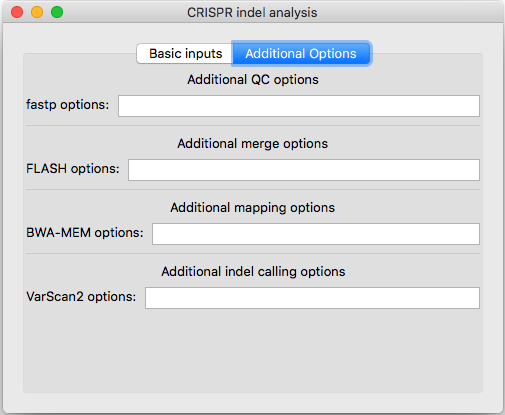 CRISPR indel analysis
Basic inputs Additional Options
Additional QC options
fastp options:
Additional merge options
FLASH options:
Additional mapping options
BWA-MEM options:
Additional indel calling options
VarScan2 options: